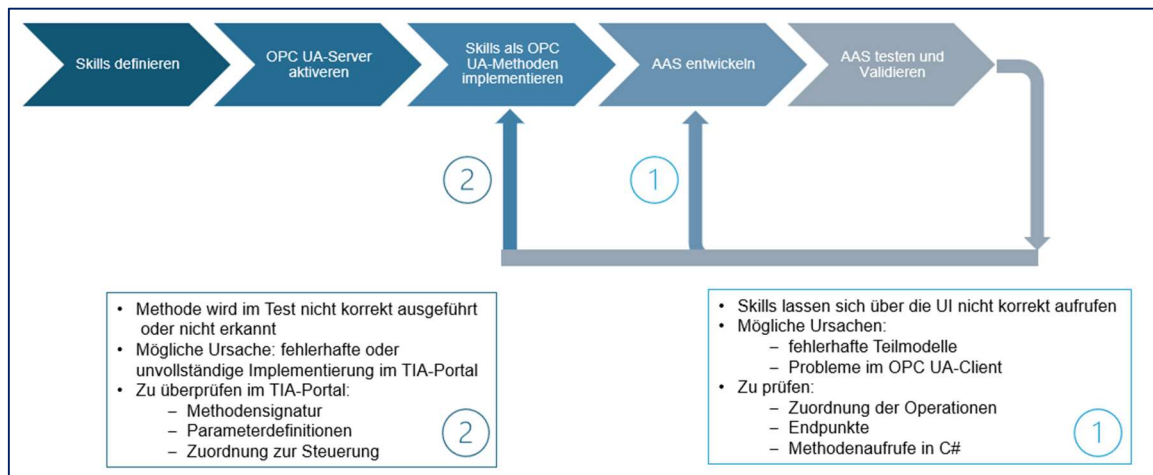 Skills definieren
OPC UA-Server
aktiveren
Skills als OPC
UA-Methoden
implementieren
AAS entwickeln
AAS testen und
Validieren
2
1
• Methode wird im Test nicht korrekt ausgeführt
oder nicht erkannt
• Mögliche Ursache: fehlerhafte oder
unvollständige Implementierung im TIA-Portal
• Zu überprüfen im TIA-Portal:
– Methodensignatur
– Parameterdefinitionen
– Zuordnung zur Steuerung
2
• Skills lassen sich über die UI nicht korrekt aufrufen
• Mögliche Ursachen:
– fehlerhafte Teilmodelle
– Probleme im OPC UA-Client
• Zu prüfen:
– Zuordnung der Operationen
– Endpunkte
– Methodenaufrufe in C#
1